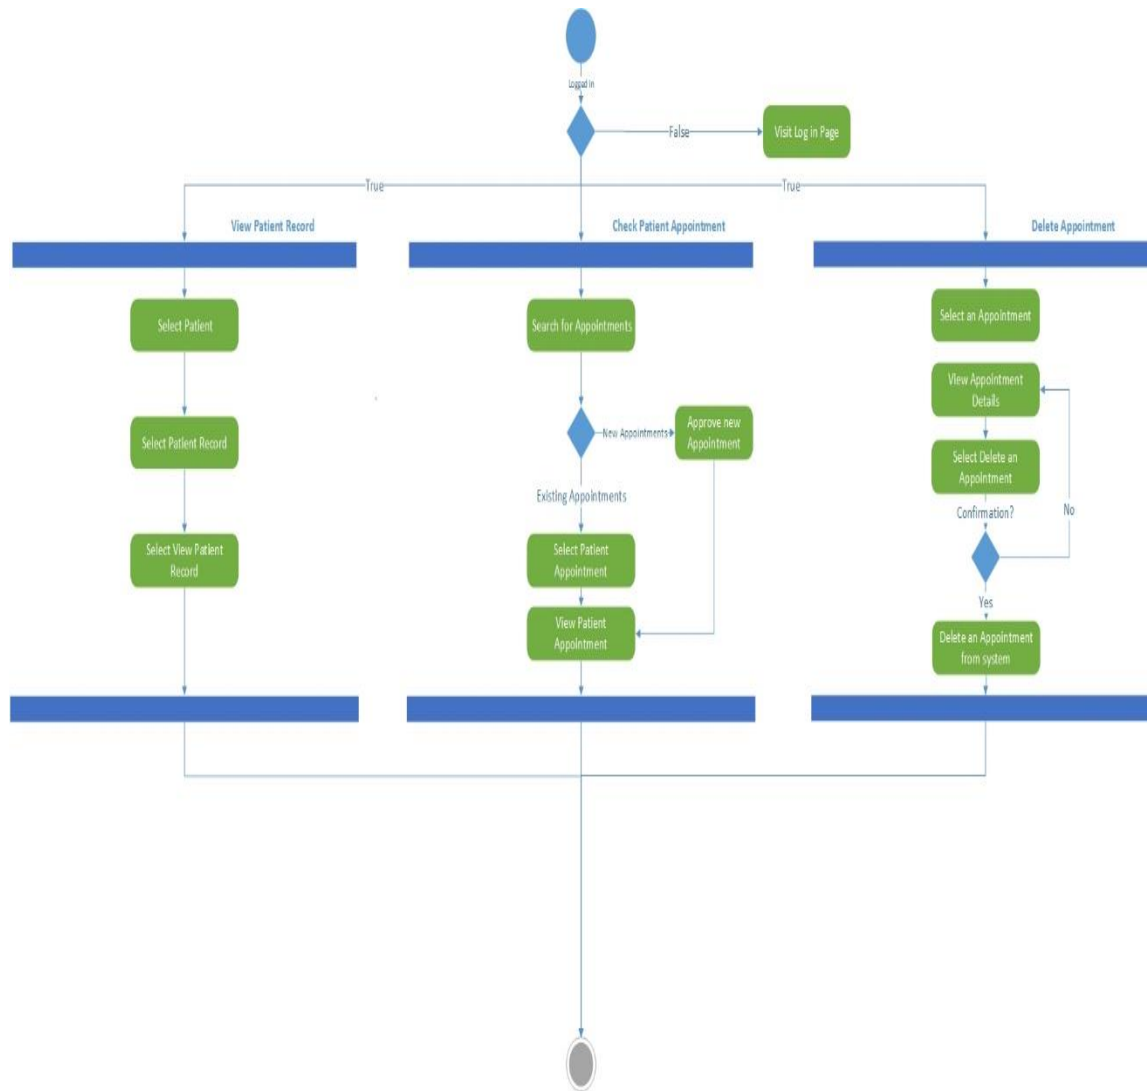 Logged In
False
Visit Log in Page
True
True
View Patient Record
Check Patient Appointment
Delete Appointment
Select Patient
Search for Appointments
Select an Appointment
View Appointment
Details
Select Patient Record
New Appointments
Approve new
Appointment
Select Delete an
Appointment
Existing Appointments
Confirmation?
No
Select View Patient
Record
Select Patient
Appointment
Yes
View Patient
Appointment
Delete an Appointment
from system